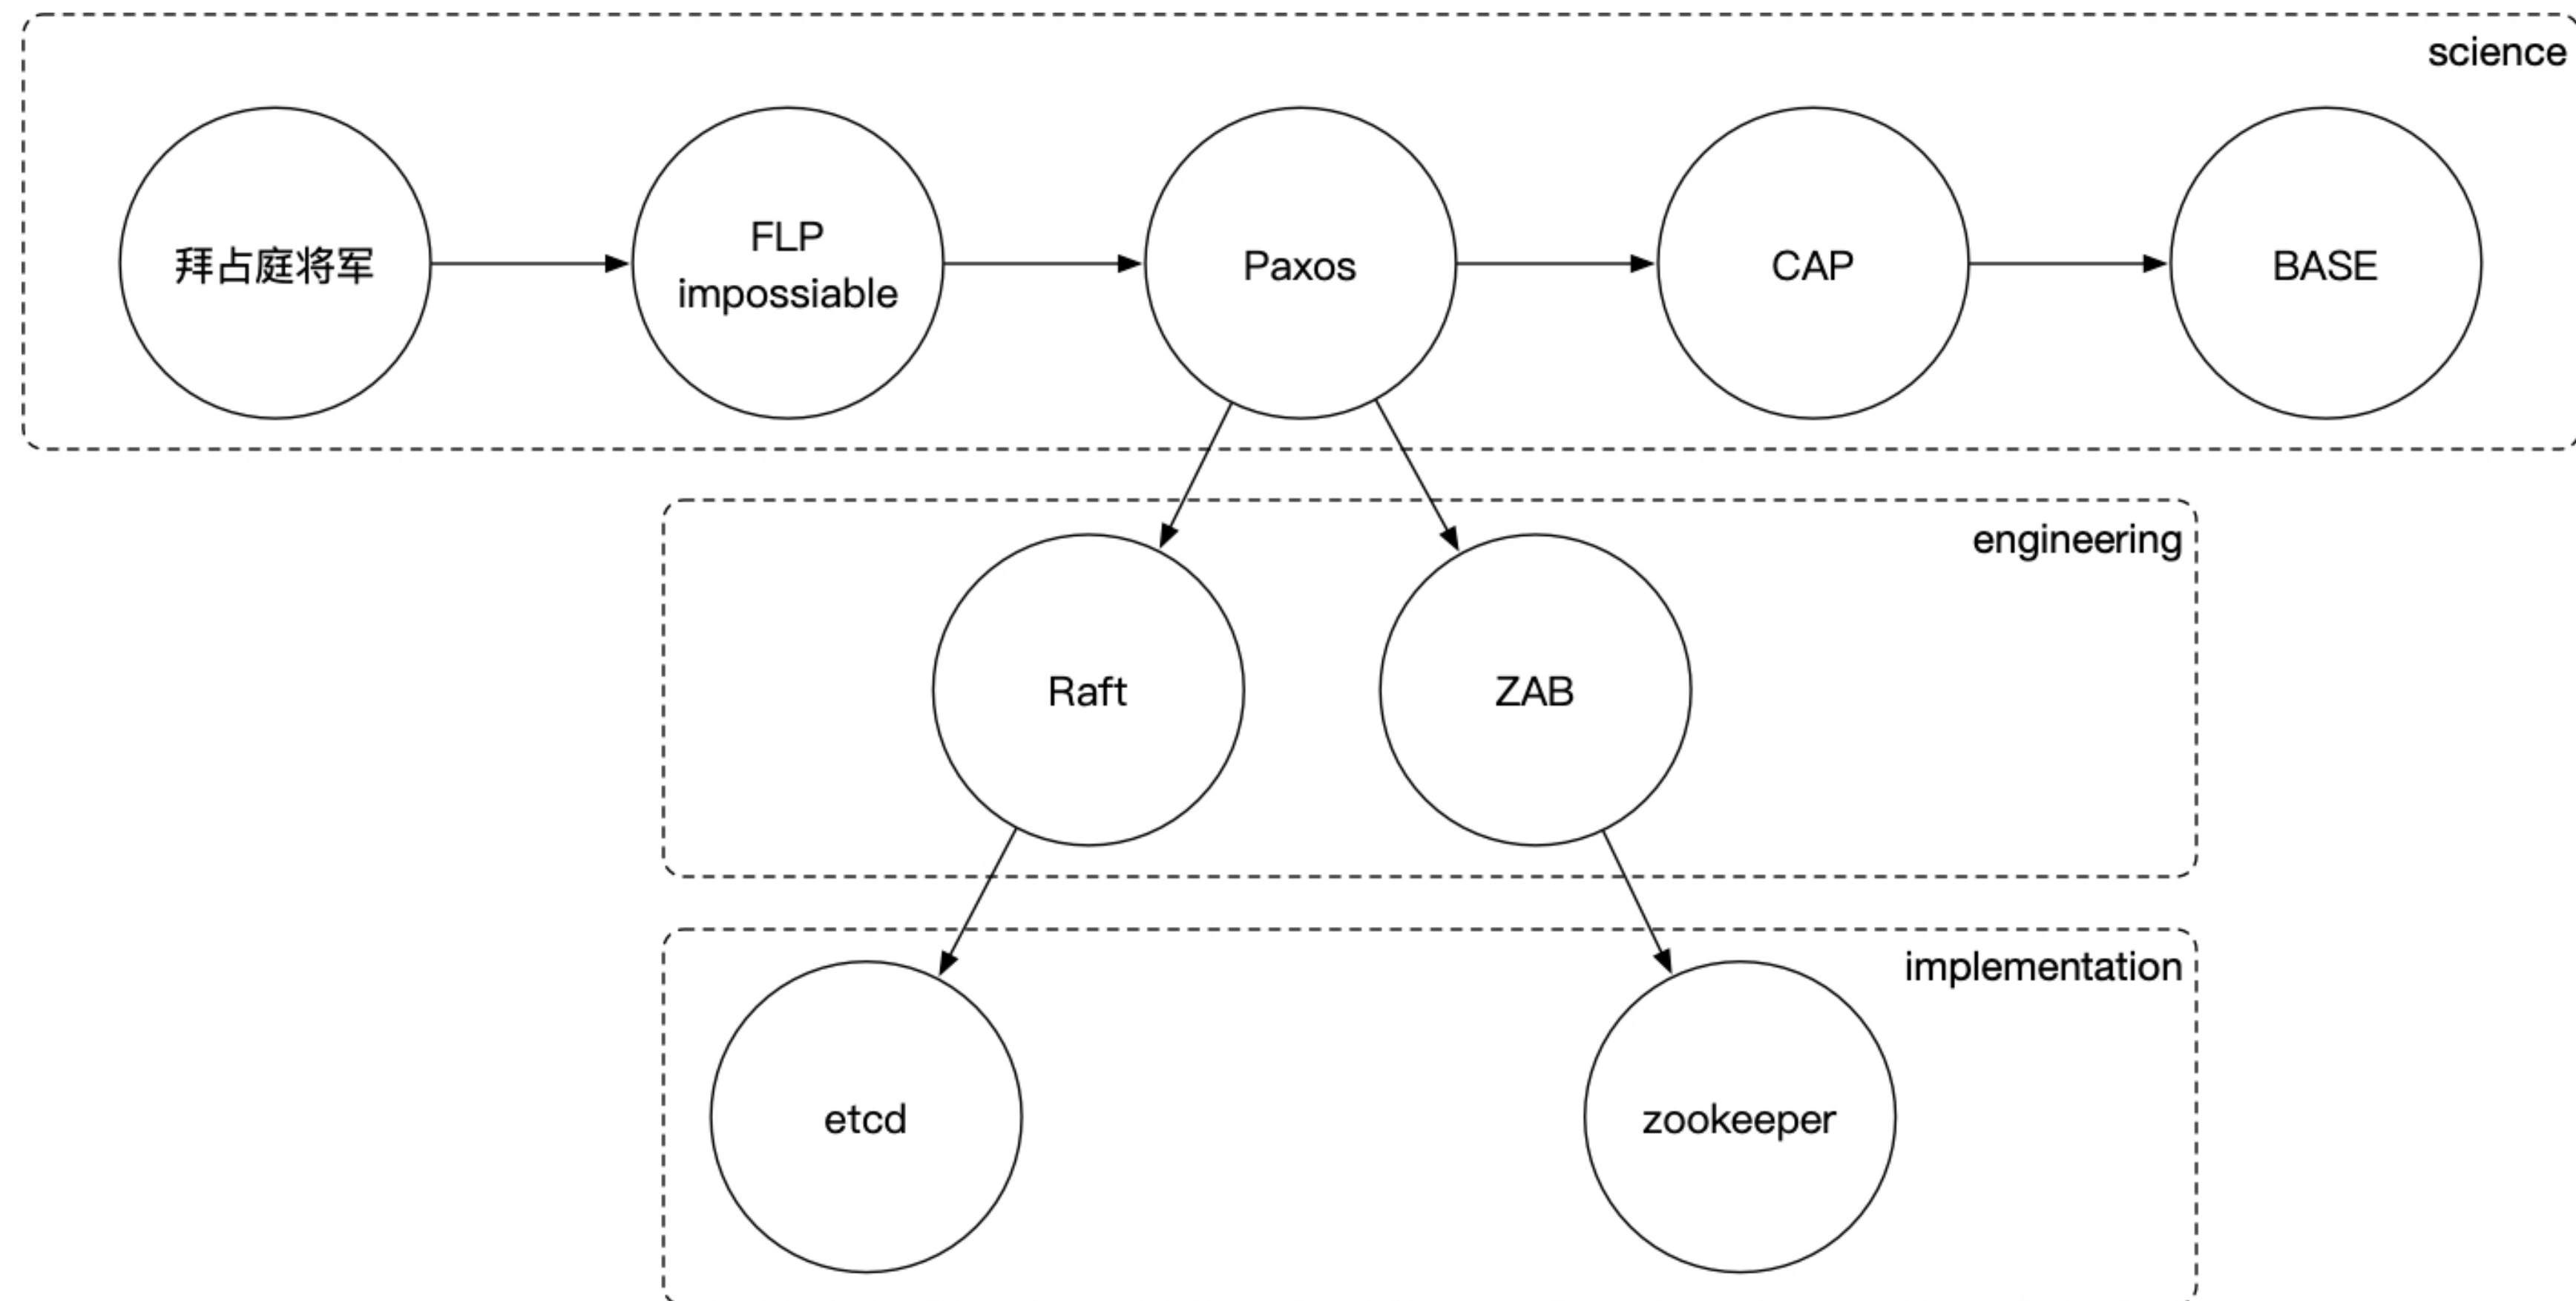 science
拜占庭将军
FLP
impossiable
Paxos
CAP
BASE
engineering
Raft
ZAB
implementation
etcd
zookeeper